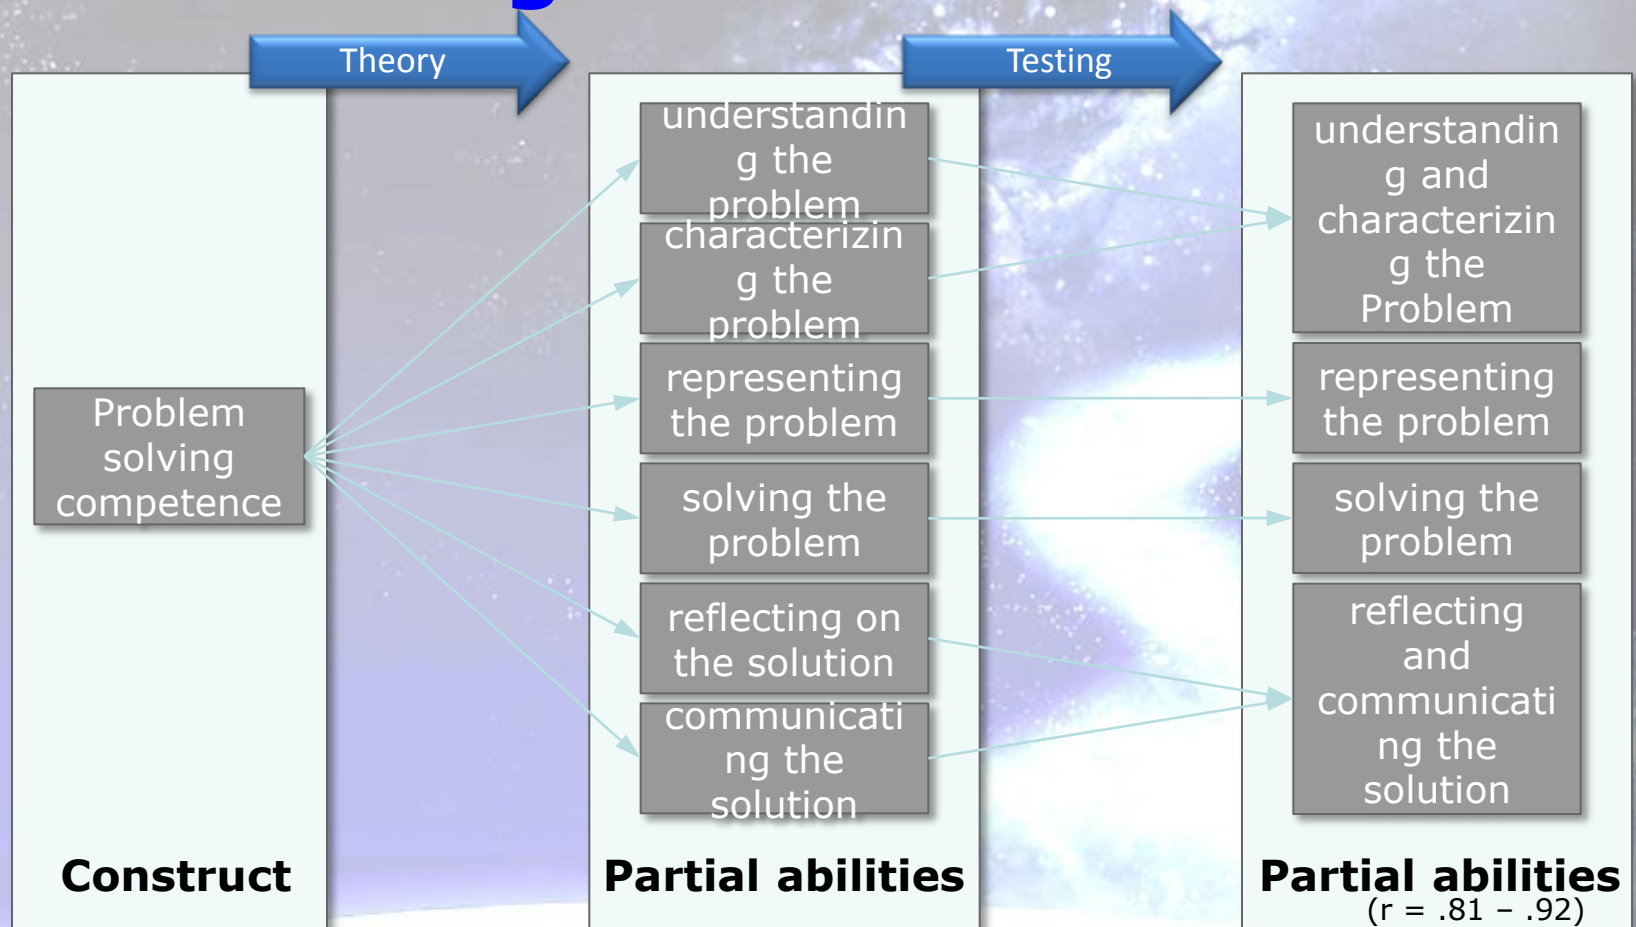 Theory
Testing
Problem
solving
competence
Construct
understandin
g the
problem
characterizin
g the
problem
representing
the problem
solving the
problem
reflecting on
the solution
communicati
ng the
solution
Partial abilities
understandin
g and
characterizin
g the
Problem
representing
the problem
solving the
problem
reflecting
and
communicati
ng the
solution
Partial abilities
(r = .81 – .92)